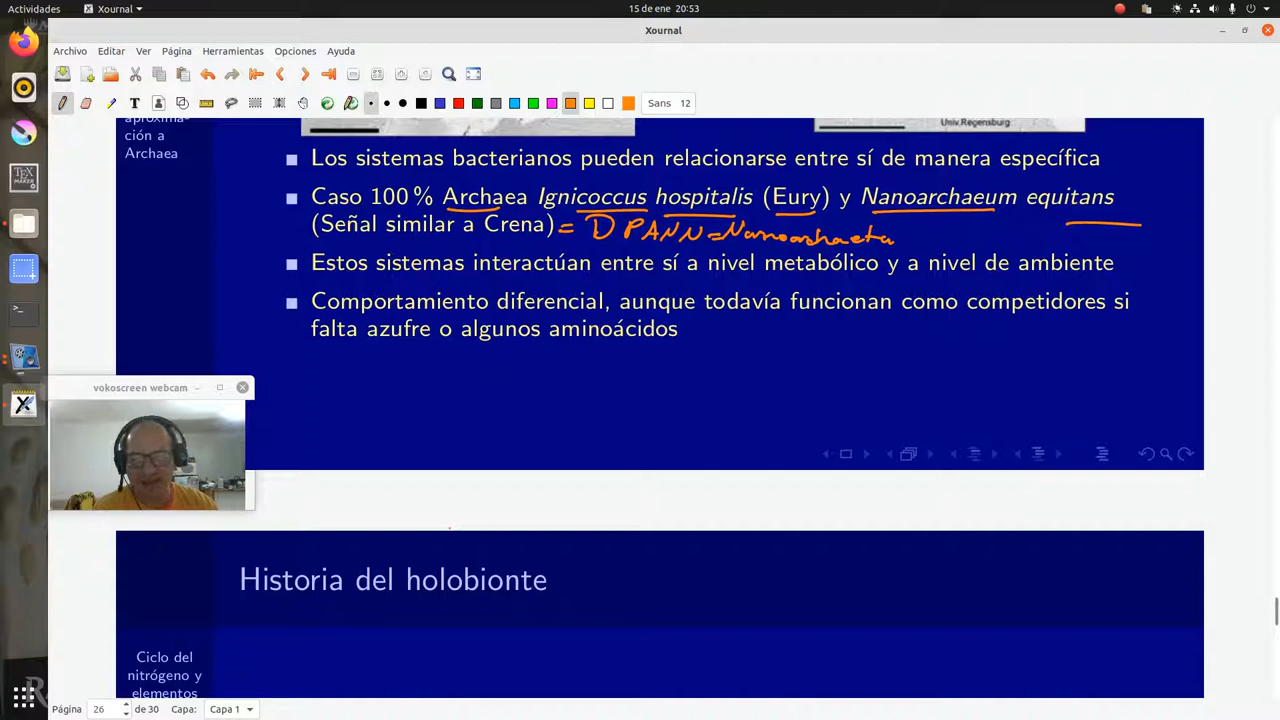 Actividades
Xournal
15 de ene 20:53
Xournal
Archivo Editar Ver Página Herramientas Opciones Ayuda
Sans 12
aproxima-
ción a
Archaea
Univ.Regensburg
Los sistemas bacterianos pueden relacionarse entre sí de manera específica
Caso 100 % Archaea Ignicoccus hospitalis (Eury) y Nanoarchaeum equitans
(Señal similar a Crena) = DPANN = Nanoarchaeta
Estos sistemas interactúan entre sí a nivel metabólico y a nivel de ambiente
Comportamiento diferencial, aunque todavía funcionan como competidores si
falta azufre o algunos aminoácidos
vokoscreen webcam
Historia del holobionte
Ciclo del
nitrógeno y
elementos
Página 26 de 30 Capa: Capa 1